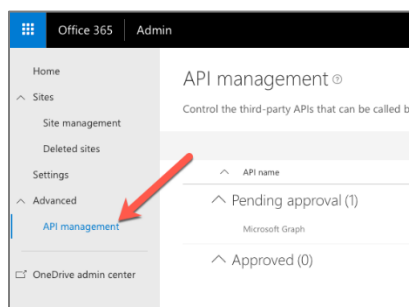 Office 365 Admin
Home
Sites
Site management
Deleted sites
Settings
Advanced
API management
OneDrive admin center
API management
Control the third-party APIs that can be called b
API name
Pending approval (1)
Microsoft Graph
Approved (0)